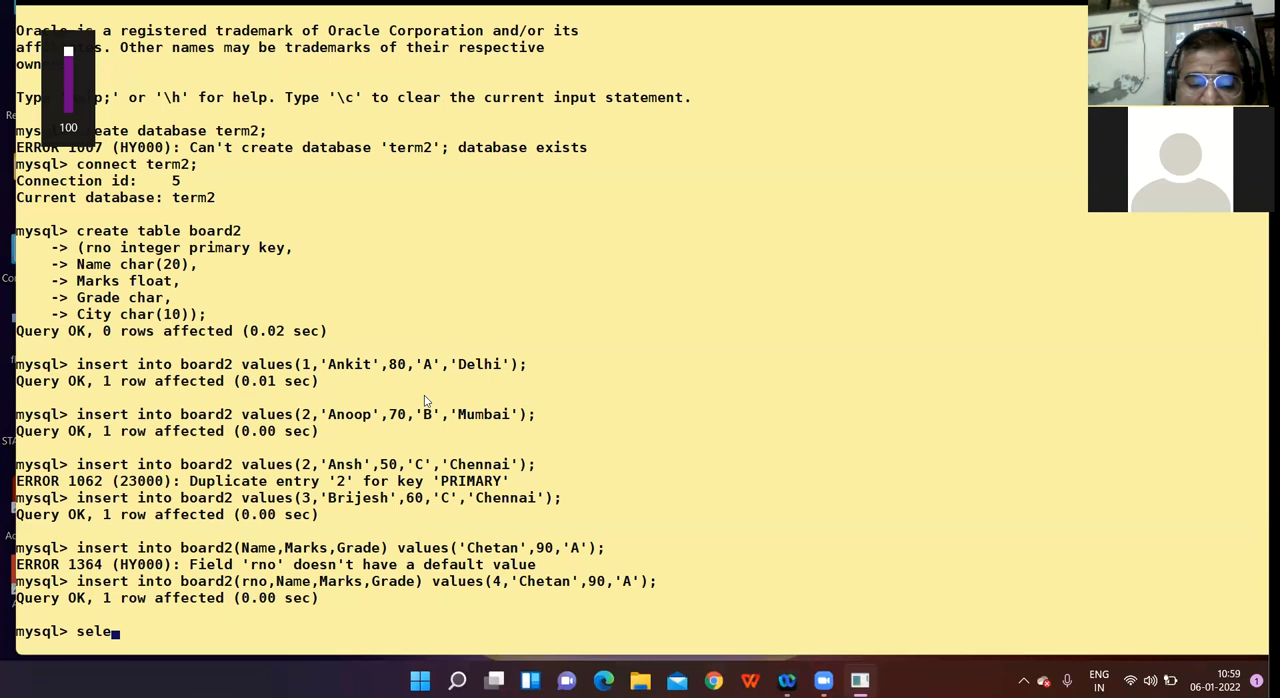 Oracle is a registered trademark of Oracle Corporation and/or its
aff tes. Other names may be trademarks of their respective
own
Typ p;' or '\h' for help. Type '\c' to clear the current input statement.
100
mys reate database term2;
ERROR 1007 (HY000): Can't create database 'term2'; database exists
mysql> connect term2;
Connection id:    5
Current database: term2
mysql> create table board2
-> (rno integer primary key,
-> Name char(20),
-> Marks float,
-> Grade char,
-> City char(10));
Query OK, 0 rows affected (0.02 sec)
mysql> insert into board2 values(1,'Ankit',80,'A','Delhi');
Query OK, 1 row affected (0.01 sec)
mysql> insert into board2 values(2,'Anoop',70,'B','Mumbai');
Query OK, 1 row affected (0.00 sec)
mysql> insert into board2 values(2,'Ansh',50,'C','Chennai');
ERROR 1062 (23000): Duplicate entry '2' for key 'PRIMARY'
mysql> insert into board2 values(3,'Brijesh',60,'C','Chennai');
Query OK, 1 row affected (0.00 sec)
mysql> insert into board2(Name,Marks,Grade) values('Chetan',90,'A');
ERROR 1364 (HY000): Field 'rno' doesn't have a default value
mysql> insert into board2(rno,Name,Marks,Grade) values(4,'Chetan',90,'A');
Query OK, 1 row affected (0.00 sec)
mysql> sele
ENG
IN
10:59
06-01-2022
1